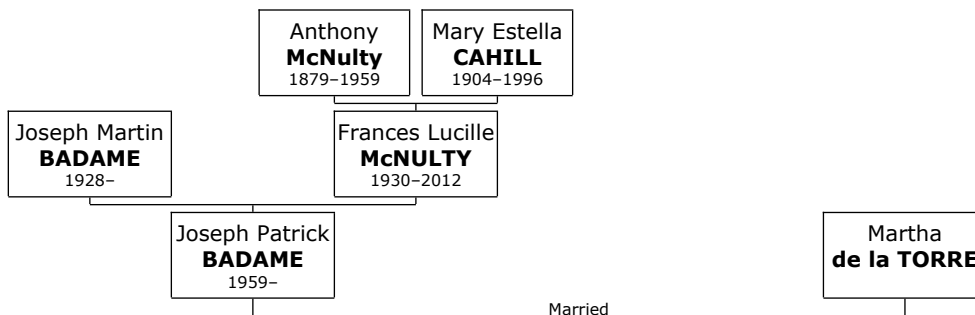 Anthony
McNulty
1879–1959
Mary Estella
CAHILL
1904–1996
Joseph Martin
BADAME
1928–
Frances Lucille
McNULTY
1930–2012
Joseph Patrick
BADAME
1959–
Martha
de la TORRE
Married